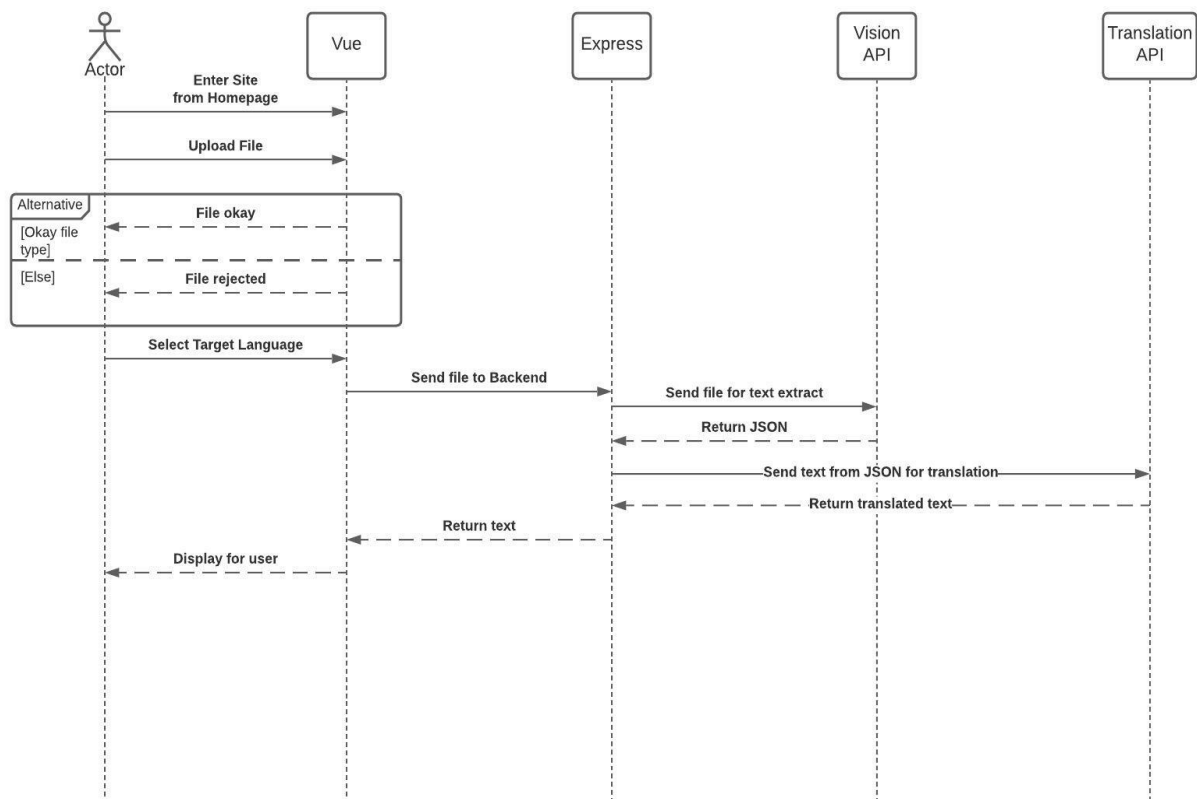 Actor
Vue
Express
Vision
API
Translation
API
Enter Site
from Homepage
Upload File
Alternative
File okay
[Okay file
type]
[Else]
File rejected
Select Target Language
Send file to Backend
Send file for text extract
Return JSON
Send text from JSON for translation
Return translated text
Return text
Display for user